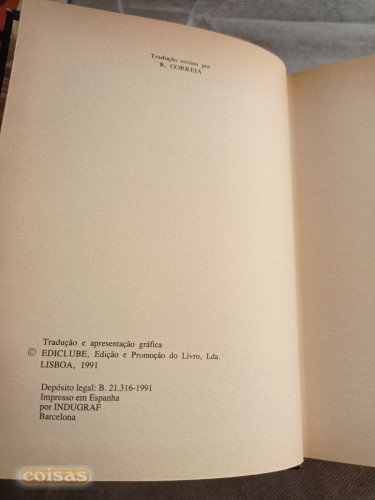 Tradução revista por
R. CORREIA
Tradução e apresentação gráfica
© EDICLUBE, Edição e Promoção do Livro, Lda.
LISBOA, 1991
Depósito legal: B. 21.316-1991
Impresso em Espanha
por INDUGRAF
Barcelona
coisas